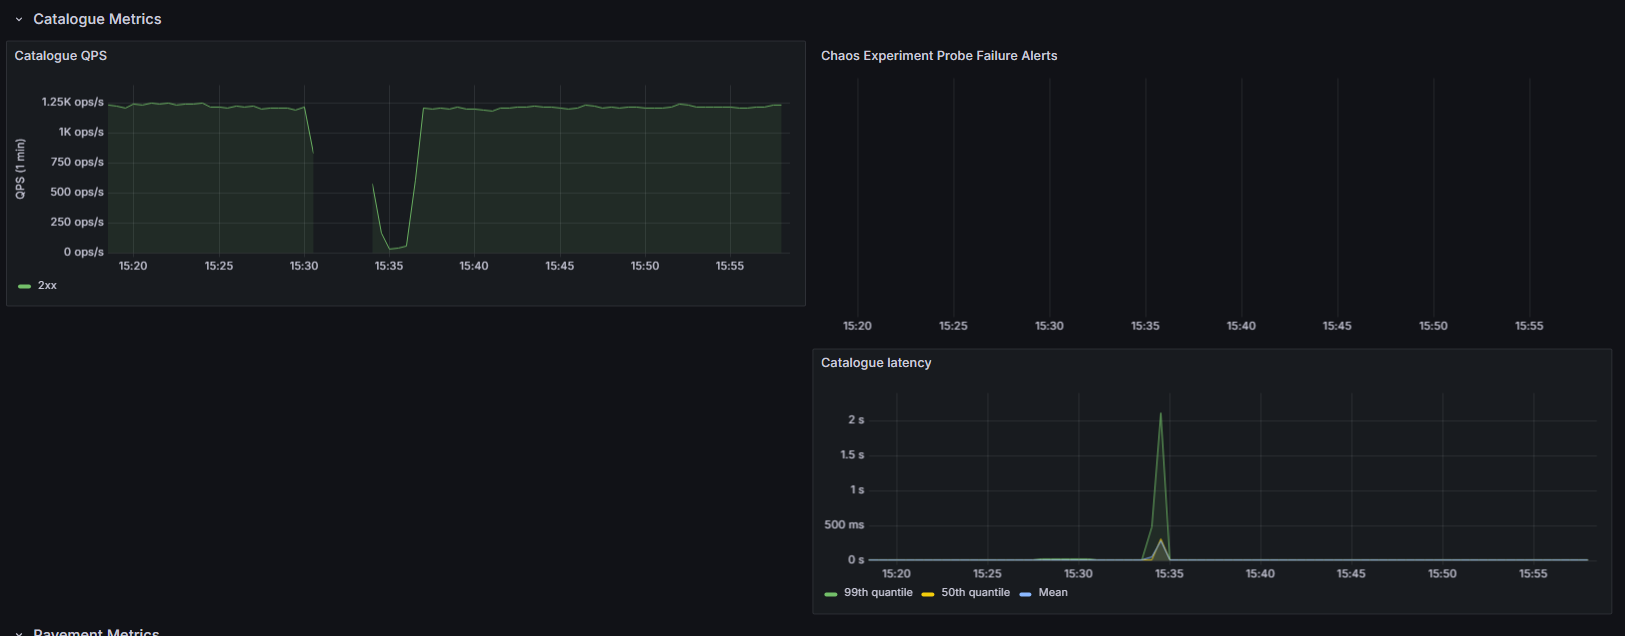 Catalogue Metrics
Catalogue QPS
QPS (1 min)
1.25K ops/s
1K ops/s
750 ops/s
500 ops/s
250 ops/s
0 ops/s
15:20 15:25 15:30 15:35 15:40 15:45 15:50 15:55
2xx
Chaos Experiment Probe Failure Alerts
15:20 15:25 15:30 15:35 15:40 15:45 15:50 15:55
Catalogue latency
2 s
1.5 s
1 s
500 ms
0 s
15:20 15:25 15:30 15:35 15:40 15:45 15:50 15:55
99th quantile 50th quantile Mean
Payement Metrics